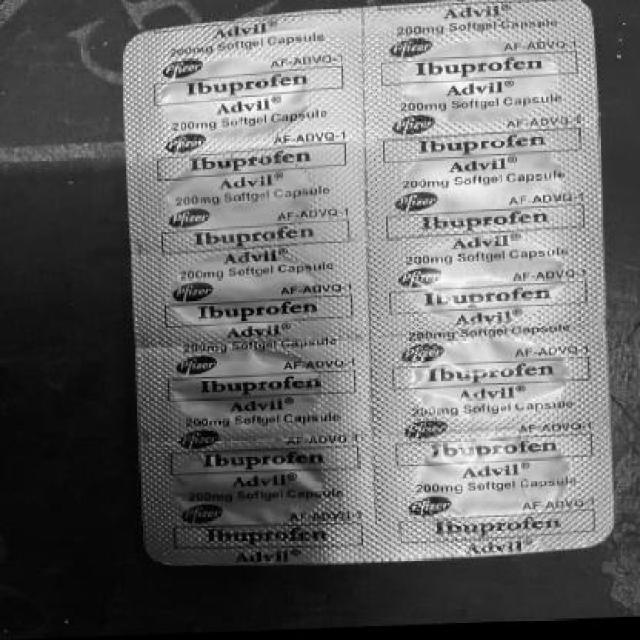 Advil®
200mg Softgel Capsule
Pfizer AF-ADVQ-
Ibuprofen
Advil®
200mg Softgel Capsule
Pfizer AF-ADVQ-1
Ibuprofen
Advil®
200mg Softgel Capsule
Pfizer AF-ADVQ-1
Ibuprofen
Advil®
200mg Softgel Capsule
Pfizer AF-ADVQ-1
Ibuprofen
Advil®
200mg Softgel Capsule
Pfizer AF-ADVQ-1
Ibuprofen
Advil®
200mg Softgel Capsule
Pfizer AF-ADVQ-1
Ibuprofen
Advil®
200mg Softgel Capsule
Pfizer AF-ADVQ-1
Ibuprofen
Advil®
Advil®
200mg Softgel Capsule
Pfizer AF-ADVQ-
Ibuprofen
Advil®
200mg Softgel Capsule
Pfizer AF-ADVQ-1
Ibuprofen
Advil®
200mg Softgel Capsule
Pfizer AF-ADVQ-1
Ibuprofen
Advil®
200mg Softgel Capsule
Pfizer AF-ADVQ-1
Ibuprofen
Advil®
200mg Softgel Capsule
Pfizer AF-ADVQ-1
Ibuprofen
Advil®
200mg Softgel Capsule
Pfizer AF-ADVQ-1
Ibuprofen
Advil®
200mg Softgel Capsule
Pfizer AF-ADVQ-1
Ibuprofen
Advil®